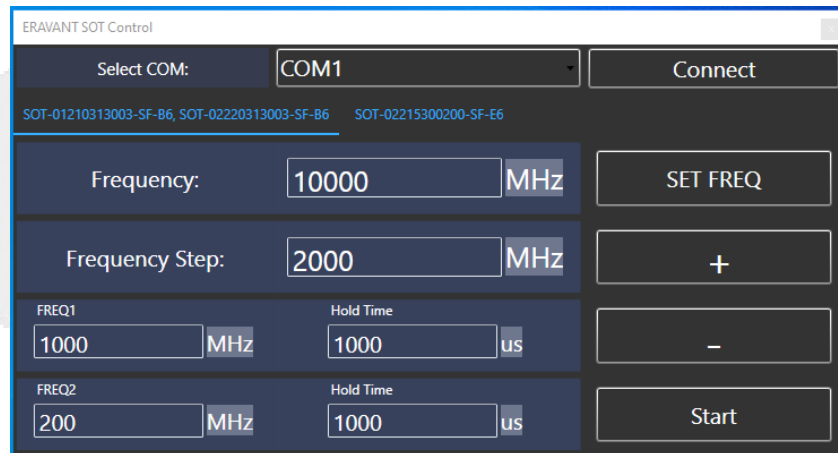 ERAVANT SOT Control
Select COM: COM1 Connect
SOT-01210313003-SF-B6, SOT-02220313003-SF-B6 SOT-02215300200-SF-E6
Frequency: 10000 MHz SET FREQ
Frequency Step: 2000 MHz +
FREQ1 Hold Time
1000 MHz 1000 us -
FREQ2 Hold Time
200 MHz 1000 us Start